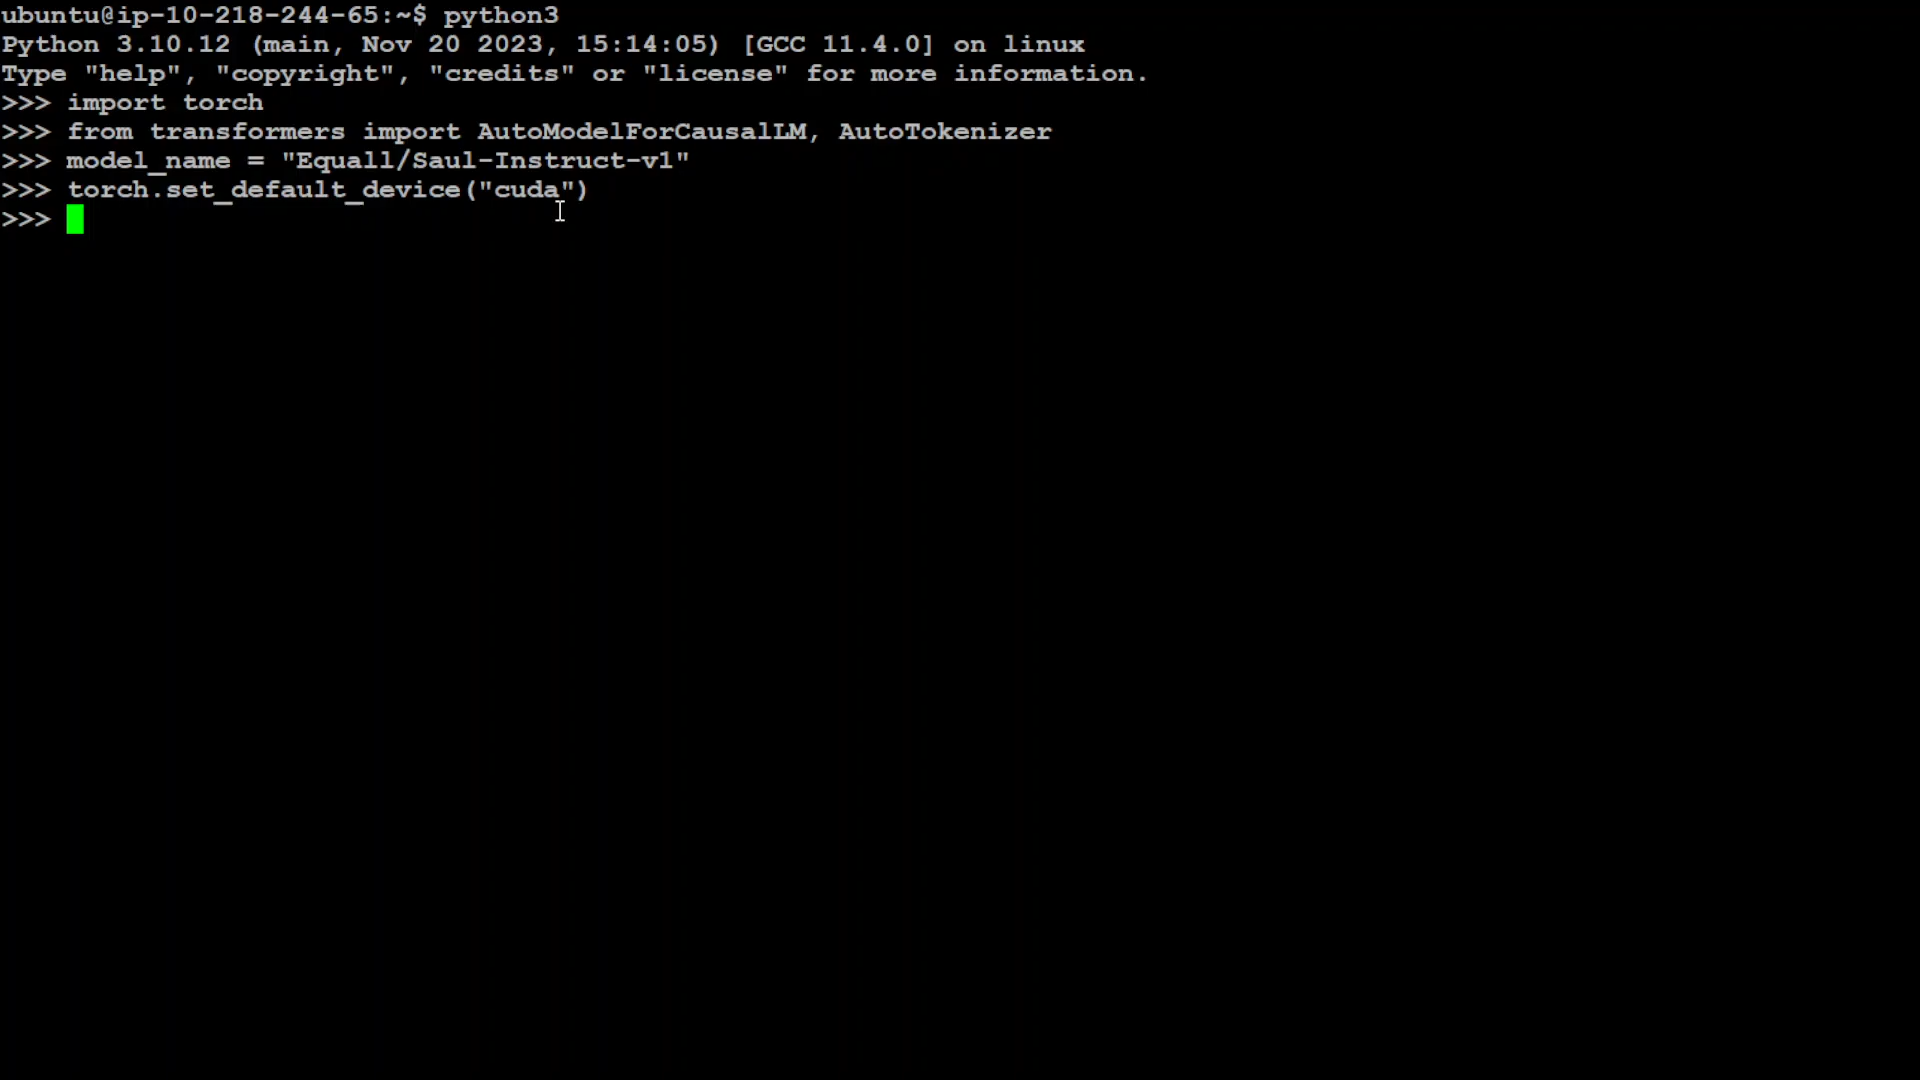 ubuntu@ip-10-218-244-65:~$ python3
Python 3.10.12 (main, Nov 20 2023, 15:14:05) [GCC 11.4.0] on linux
Type "help", "copyright", "credits" or "license" for more information.
>>> import torch
>>> from transformers import AutoModelForCausalLM, AutoTokenizer
>>> model_name = "Equall/Saul-Instruct-v1"
>>> torch.set_default_device("cuda")
>>>